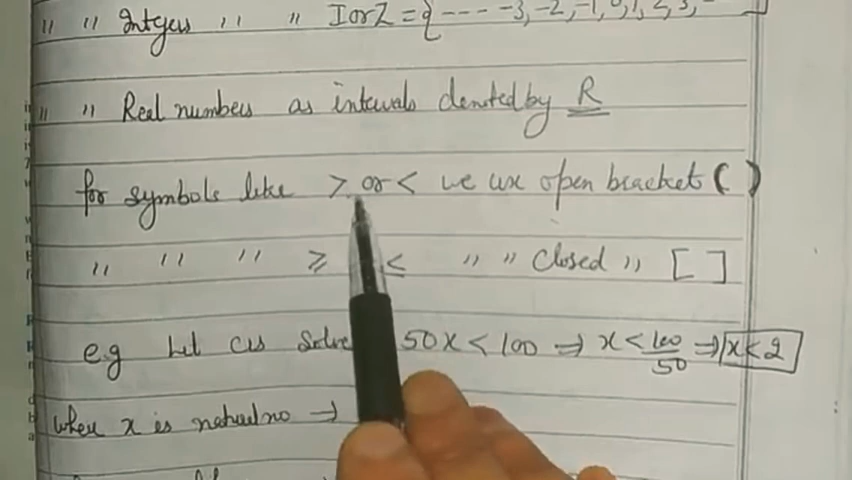 " " Integers " " I or Z = { ---- -3, -2, -1, 0, 1, 2, 3, -
" " Real numbers as intervals denoted by R
for symbols like > or < we use open bracket ( )
" " " ≥ ≤ " " Closed " [ ]
e.g Let us Solve 50x < 100 ⇒ x < 100/50 ⇒ x < 2
when x is natural no →